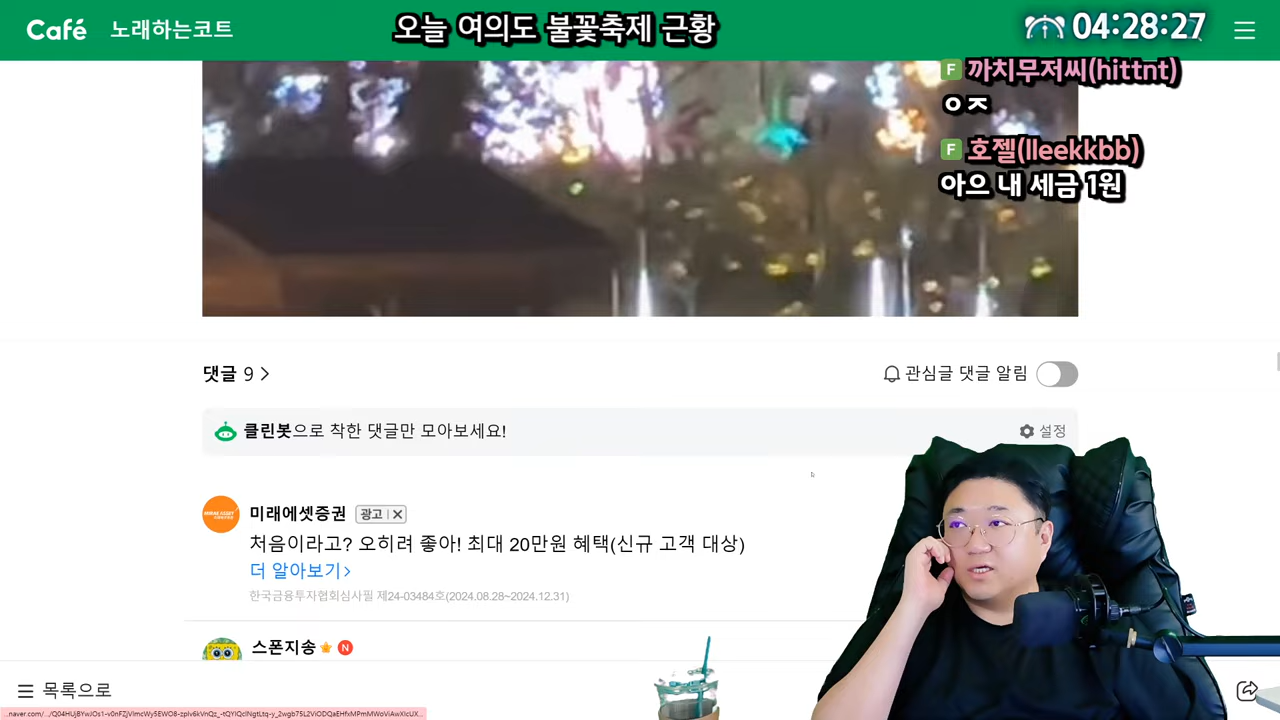 Café 노래하는코트
오늘 여의도 불꽃축제 근황
04:28:27
F 까치무저씨(hittnt)
ㅇㅈ
F 호젤(lleekkbb)
아으 내 세금 1원
댓글 9 >
관심글 댓글 알림
클린봇으로 착한 댓글만 모아보세요!
설정
미래에셋증권 광고 X
처음이라고? 오히려 좋아! 최대 20만원 혜택(신규 고객 대상)
더 알아보기 >
한국금융투자협회심사필 제24-03484호(2024.08.28~2024.12.31)
스폰지송 N
목록으로